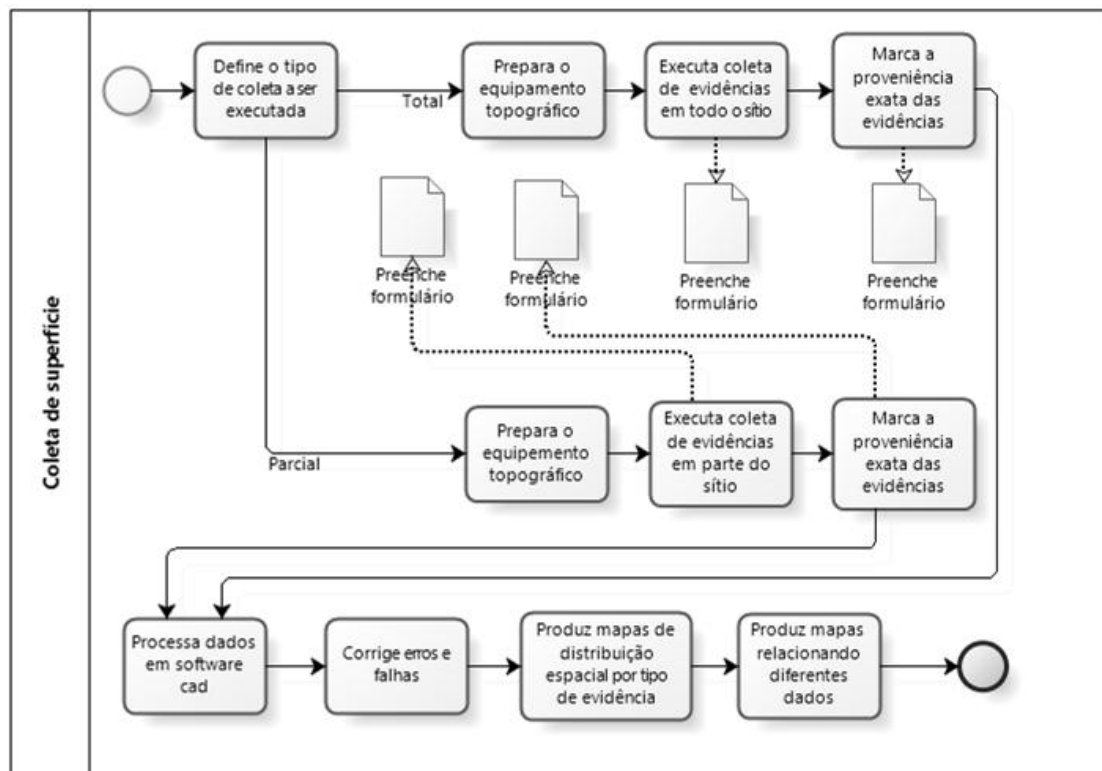 Coleta de superfície
Define o tipo
de coleta a ser
executada
Total
Prepara o
equipamento
topográfico
Executa coleta
de evidências
em todo o sítio
Marca a
proveniência
exata das
evidências
Preenche
formulário
Preenche
formulário
Preenche
formulário
Preenche
formulário
Parcial
Prepara o
equipemento
topográfico
Executa coleta
de evidências
em parte do
sítio
Marca a
proveniência
exata das
evidências
Processa dados
em software
cad
Corrige erros e
falhas
Produz mapas de
distribuição
espacial por tipo
de evidência
Produz mapas
relacionando
diferentes
dados